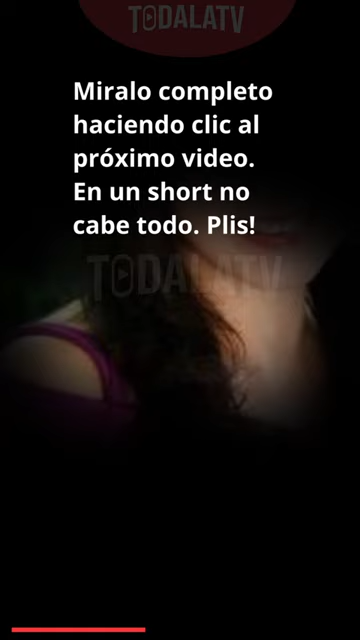 TODALATV
Miralo completo
haciendo clic al
próximo video.
En un short no
cabe todo. Plis!
TODALATV